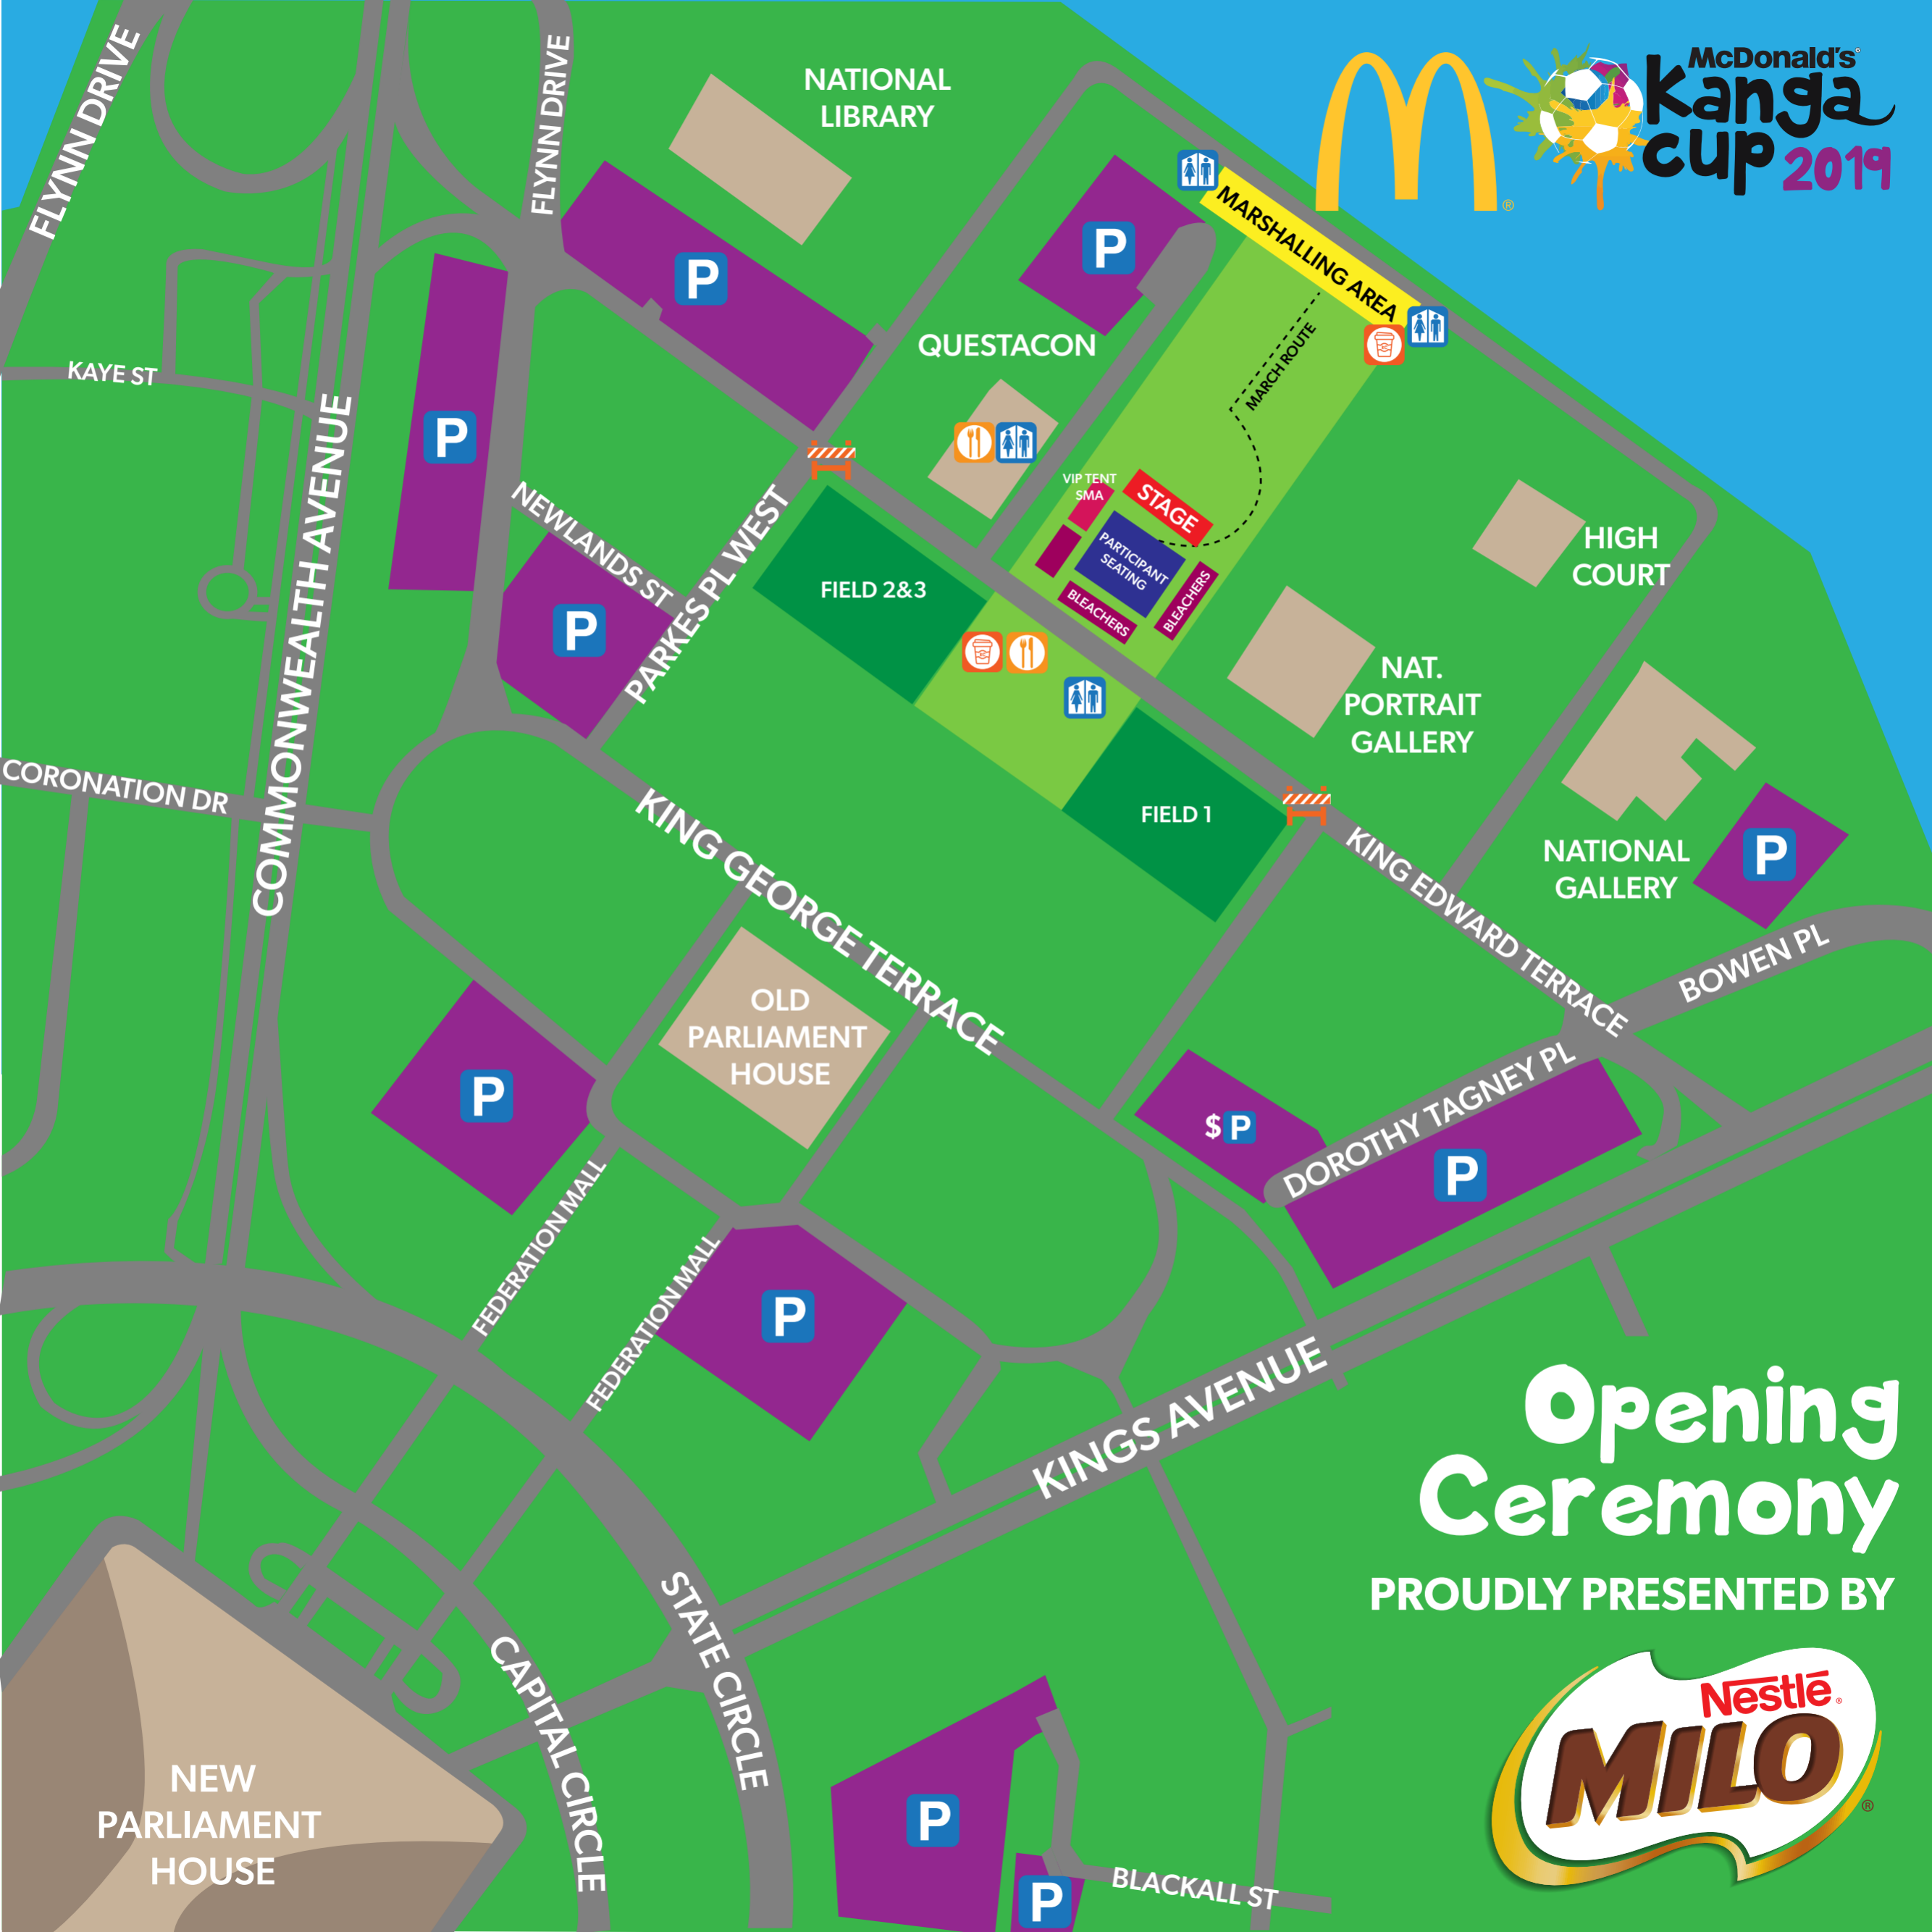 McDonald's
Kanga
cup 2019
®
FLYNN DRIVE
FLYNN DRIVE
NATIONAL
LIBRARY
MARSHALLING AREA
P
P
QUESTACON
MARCH ROUTE
KAYE ST
P
COMMONWEALTH AVENUE
NEWLANDS ST
PARKES PL WEST
P
VIP TENT
SMA
STAGE
PARTICIPANT
SEATING
BLEACHERS
BLEACHERS
HIGH
COURT
FIELD 2&3
NAT.
PORTRAIT
GALLERY
CORONATION DR
KING GEORGE TERRACE
FIELD 1
KING EDWARD TERRACE
NATIONAL
GALLERY
P
BOWEN PL
OLD
PARLIAMENT
HOUSE
P
$ P
DOROTHY TAGNEY PL
P
FEDERATION MALL
FEDERATION MALL
P
KINGS AVENUE
Opening
Ceremony
PROUDLY PRESENTED BY
Nestlé®
MILO®
STATE CIRCLE
CAPITAL CIRCLE
NEW
PARLIAMENT
HOUSE
P
P
BLACKALL ST